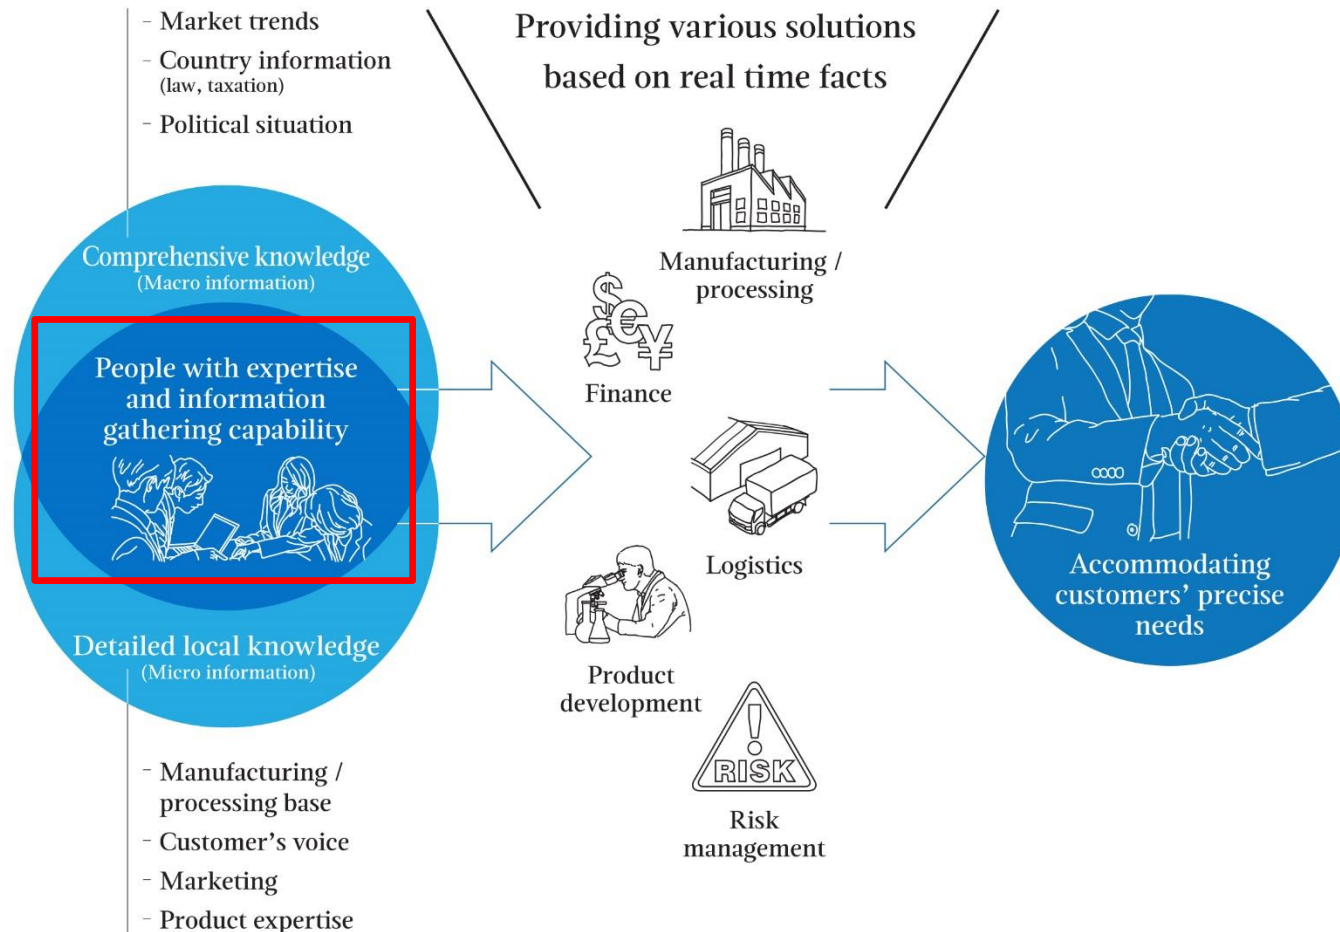 - Market trends
- Country information
(law, taxation)
- Political situation
Comprehensive knowledge
(Macro information)
People with expertise
and information
gathering capability
Detailed local knowledge
(Micro information)
- Manufacturing /
processing base
- Customer's voice
- Marketing
- Product expertise
Providing various solutions
based on real time facts
Manufacturing /
processing
$
€
£
¥
Finance
Logistics
Product
development
RISK
Risk
management
Accommodating
customers' precise
needs